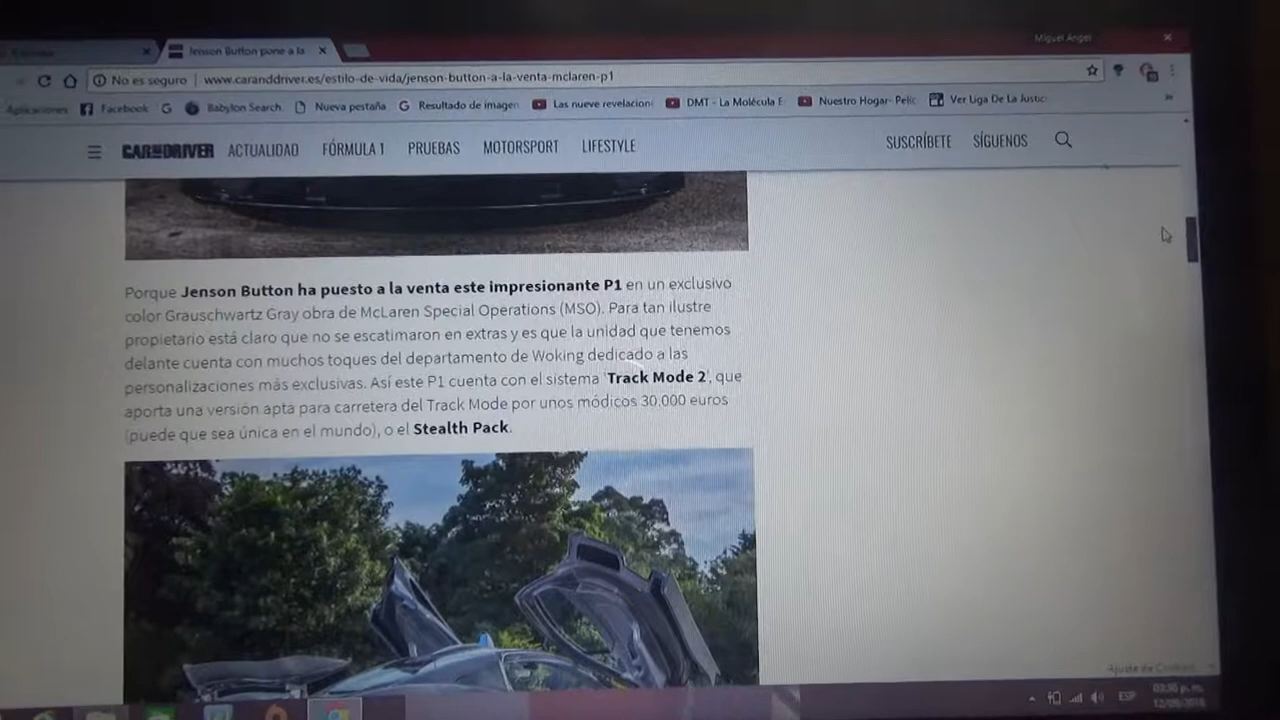 Jenson Button pone a la
Miguel Angel
No es seguro | www.caranddriver.es/estilo-de-vida/jenson-button-a-la-venta-mclaren-p1
Aplicaciones Facebook Babylon Search Nueva pestaña Resultado de imagen Las nueve revelacion DMT - La Molécula E Nuestro Hogar- Pelic Ver Liga De La Justic
CAR AND DRIVER ACTUALIDAD FÓRMULA 1 PRUEBAS MOTORSPORT LIFESTYLE SUSCRÍBETE SÍGUENOS
Porque Jenson Button ha puesto a la venta este impresionante P1 en un exclusivo
color Grauschwartz Gray obra de McLaren Special Operations (MSO). Para tan ilustre
propietario está claro que no se escatimaron en extras y es que la unidad que tenemos
delante cuenta con muchos toques del departamento de Woking dedicado a las
personalizaciones más exclusivas. Así este P1 cuenta con el sistema 'Track Mode 2', que
aporta una versión apta para carretera del Track Mode por unos módicos 30.000 euros
(puede que sea única en el mundo), o el Stealth Pack.
Ajuste de Cookies
ESP